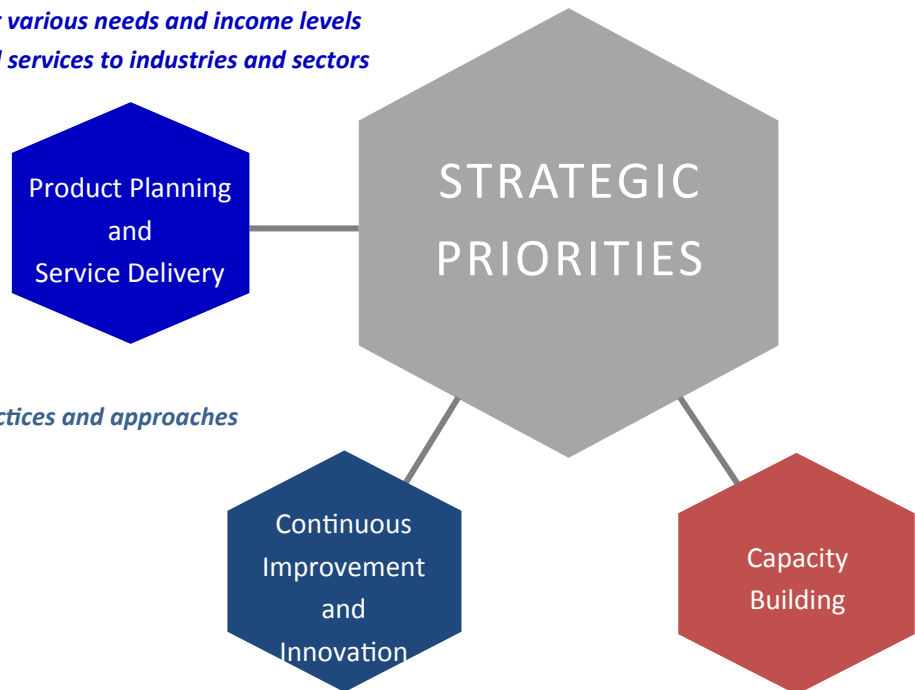 various needs and income levels
services to industries and sectors
STRATEGIC
PRIORITIES
Product Planning
and
Service Delivery
and approaches
Continuous
Improvement
and
Innovation
Capacity
Building